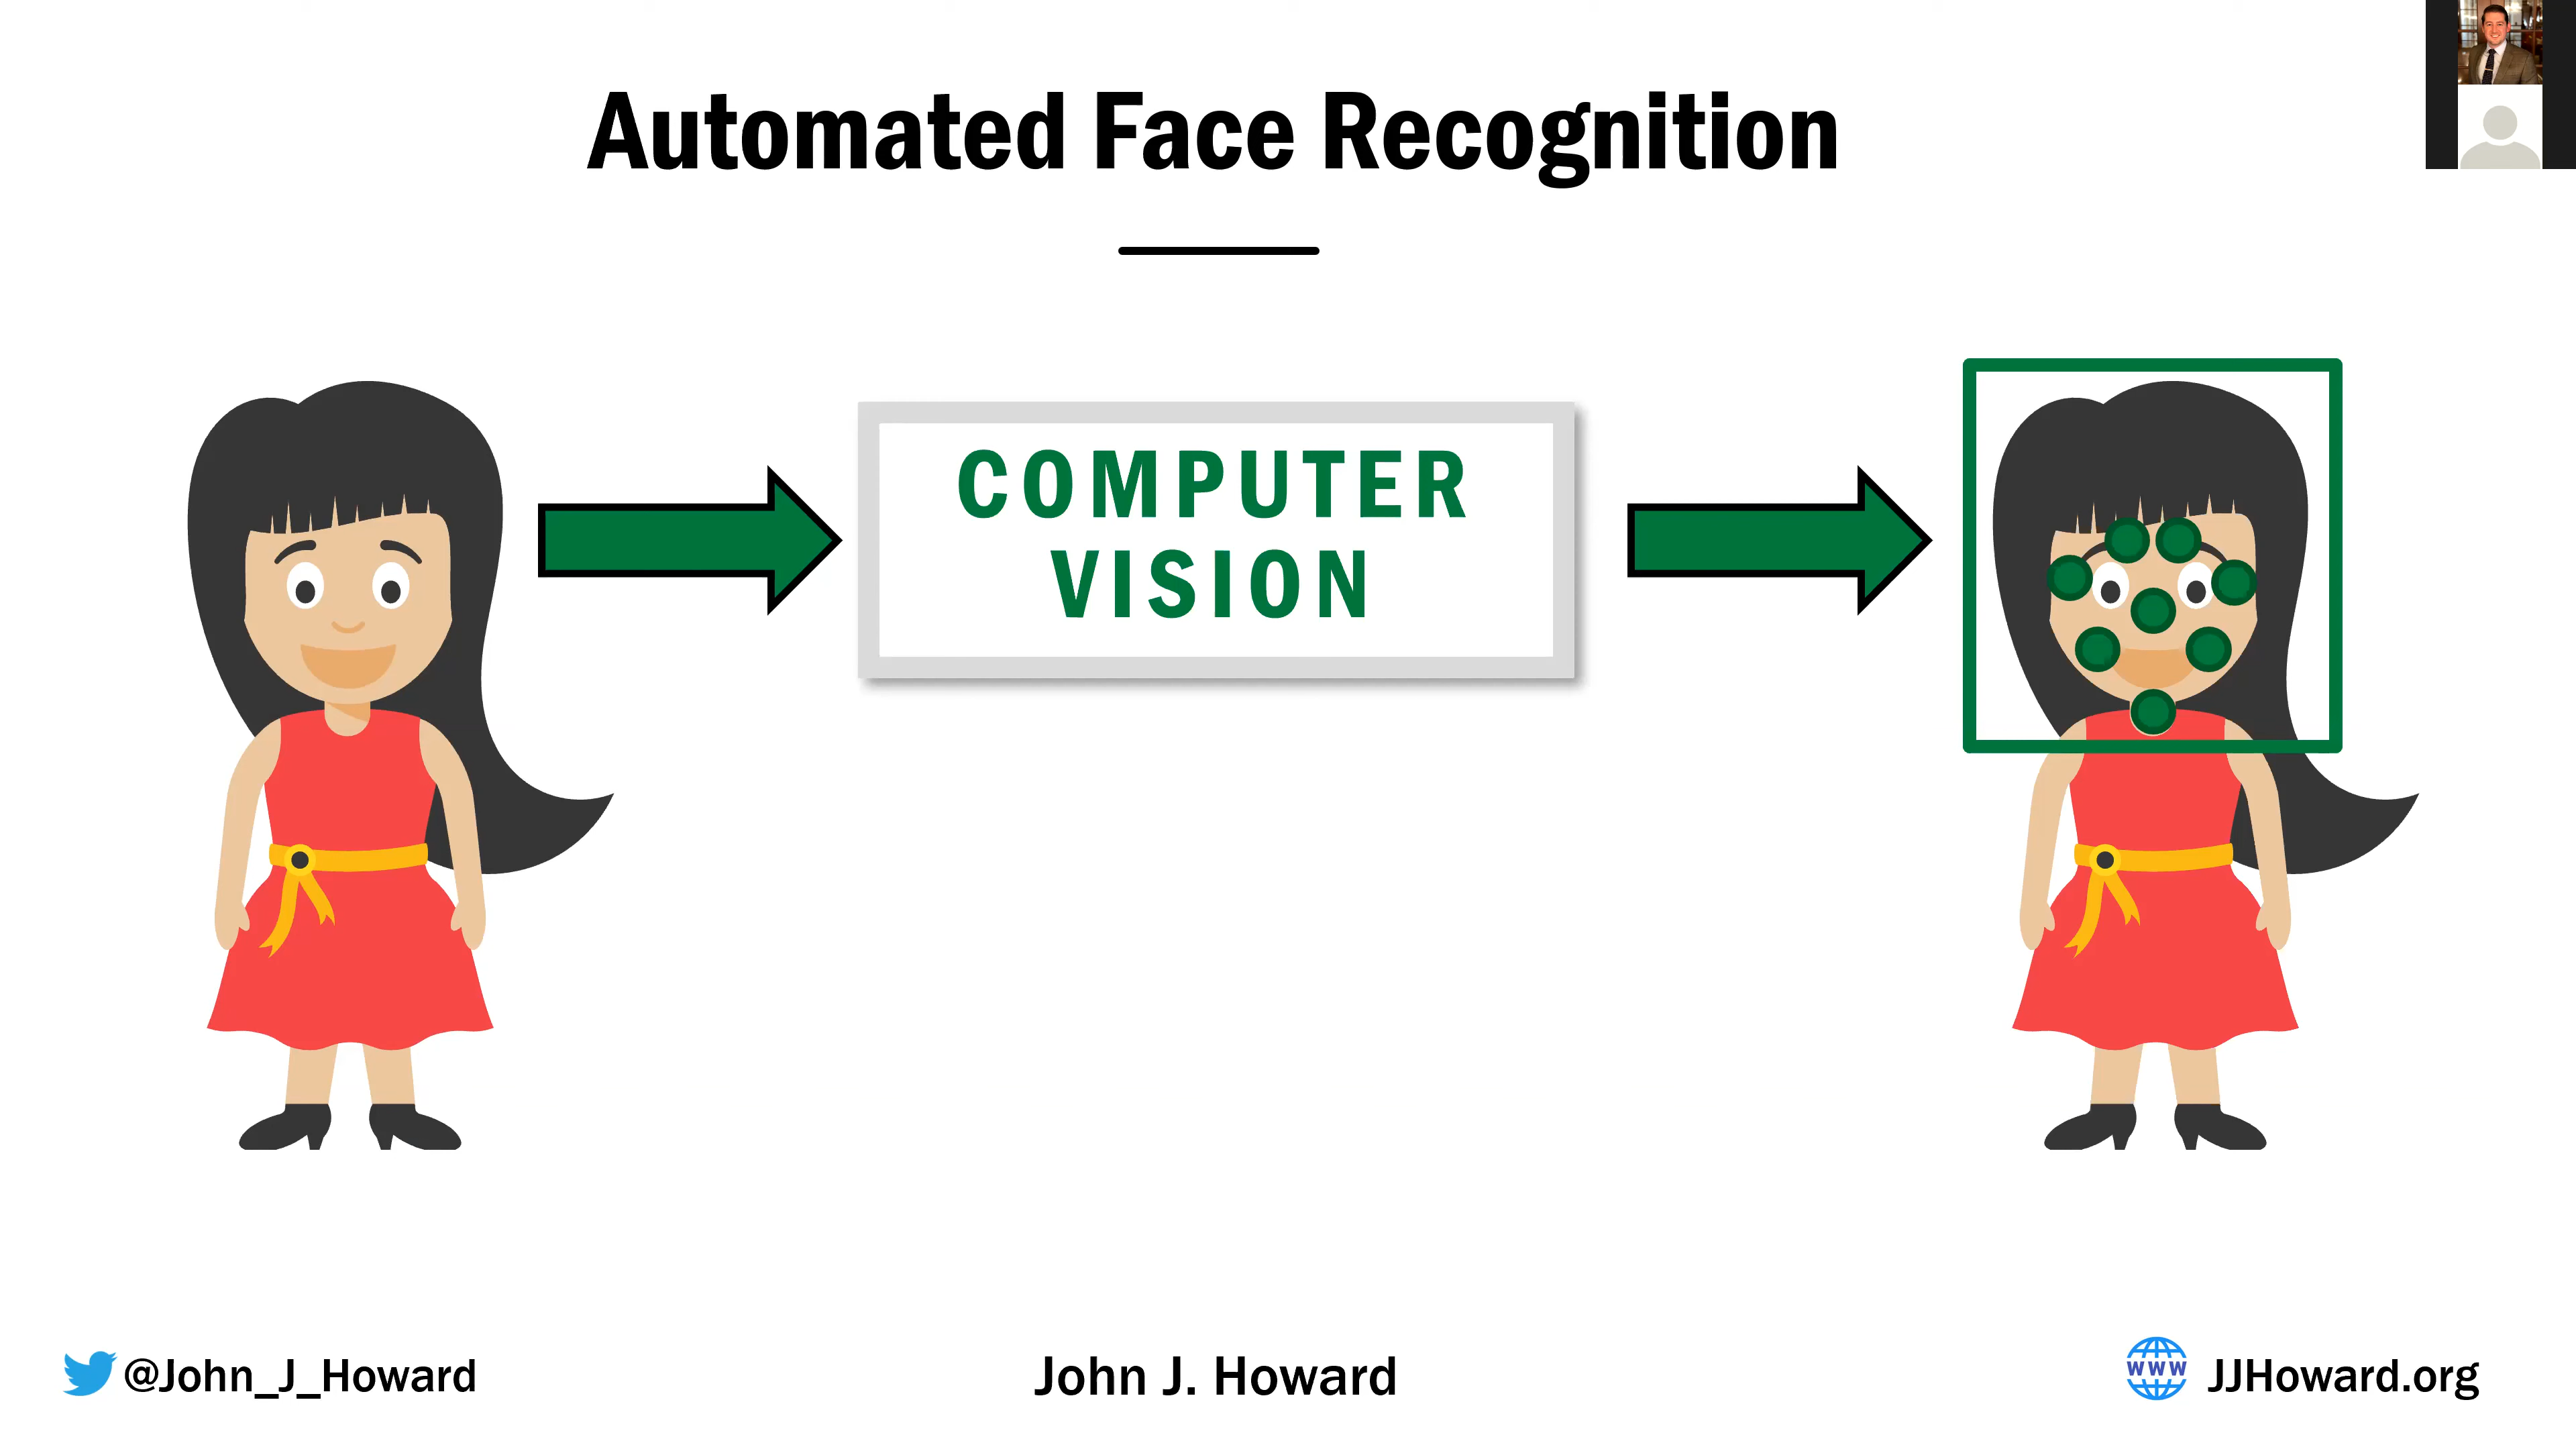 Automated Face Recognition
COMPUTER
VISION
@John_J_Howard
John J. Howard
WWW
JJHoward.org